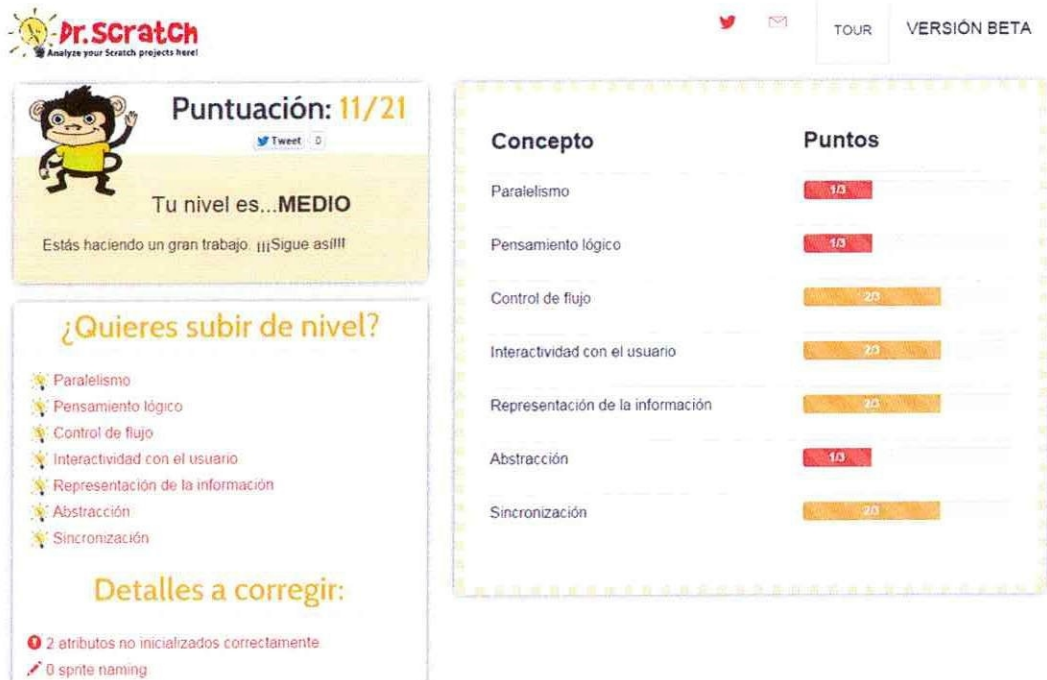 Dr.Scratch
Analyze your Scratch projects here!
TOUR
VERSIÓN BETA
Puntuación: 11/21
Tweet 0
Tu nivel es...MEDIO
Estás haciendo un gran trabajo. ¡¡¡Sigue así!!!
¿Quieres subir de nivel?
Paralelismo
Pensamiento lógico
Control de flujo
Interactividad con el usuario
Representación de la información
Abstracción
Sincronización
Detalles a corregir:
2 atributos no inicializados correctamente
0 sprite naming
Concepto Puntos
Paralelismo 1/3
Pensamiento lógico 1/3
Control de flujo 2/3
Interactividad con el usuario 2/3
Representación de la información 2/3
Abstracción 1/3
Sincronización 2/3